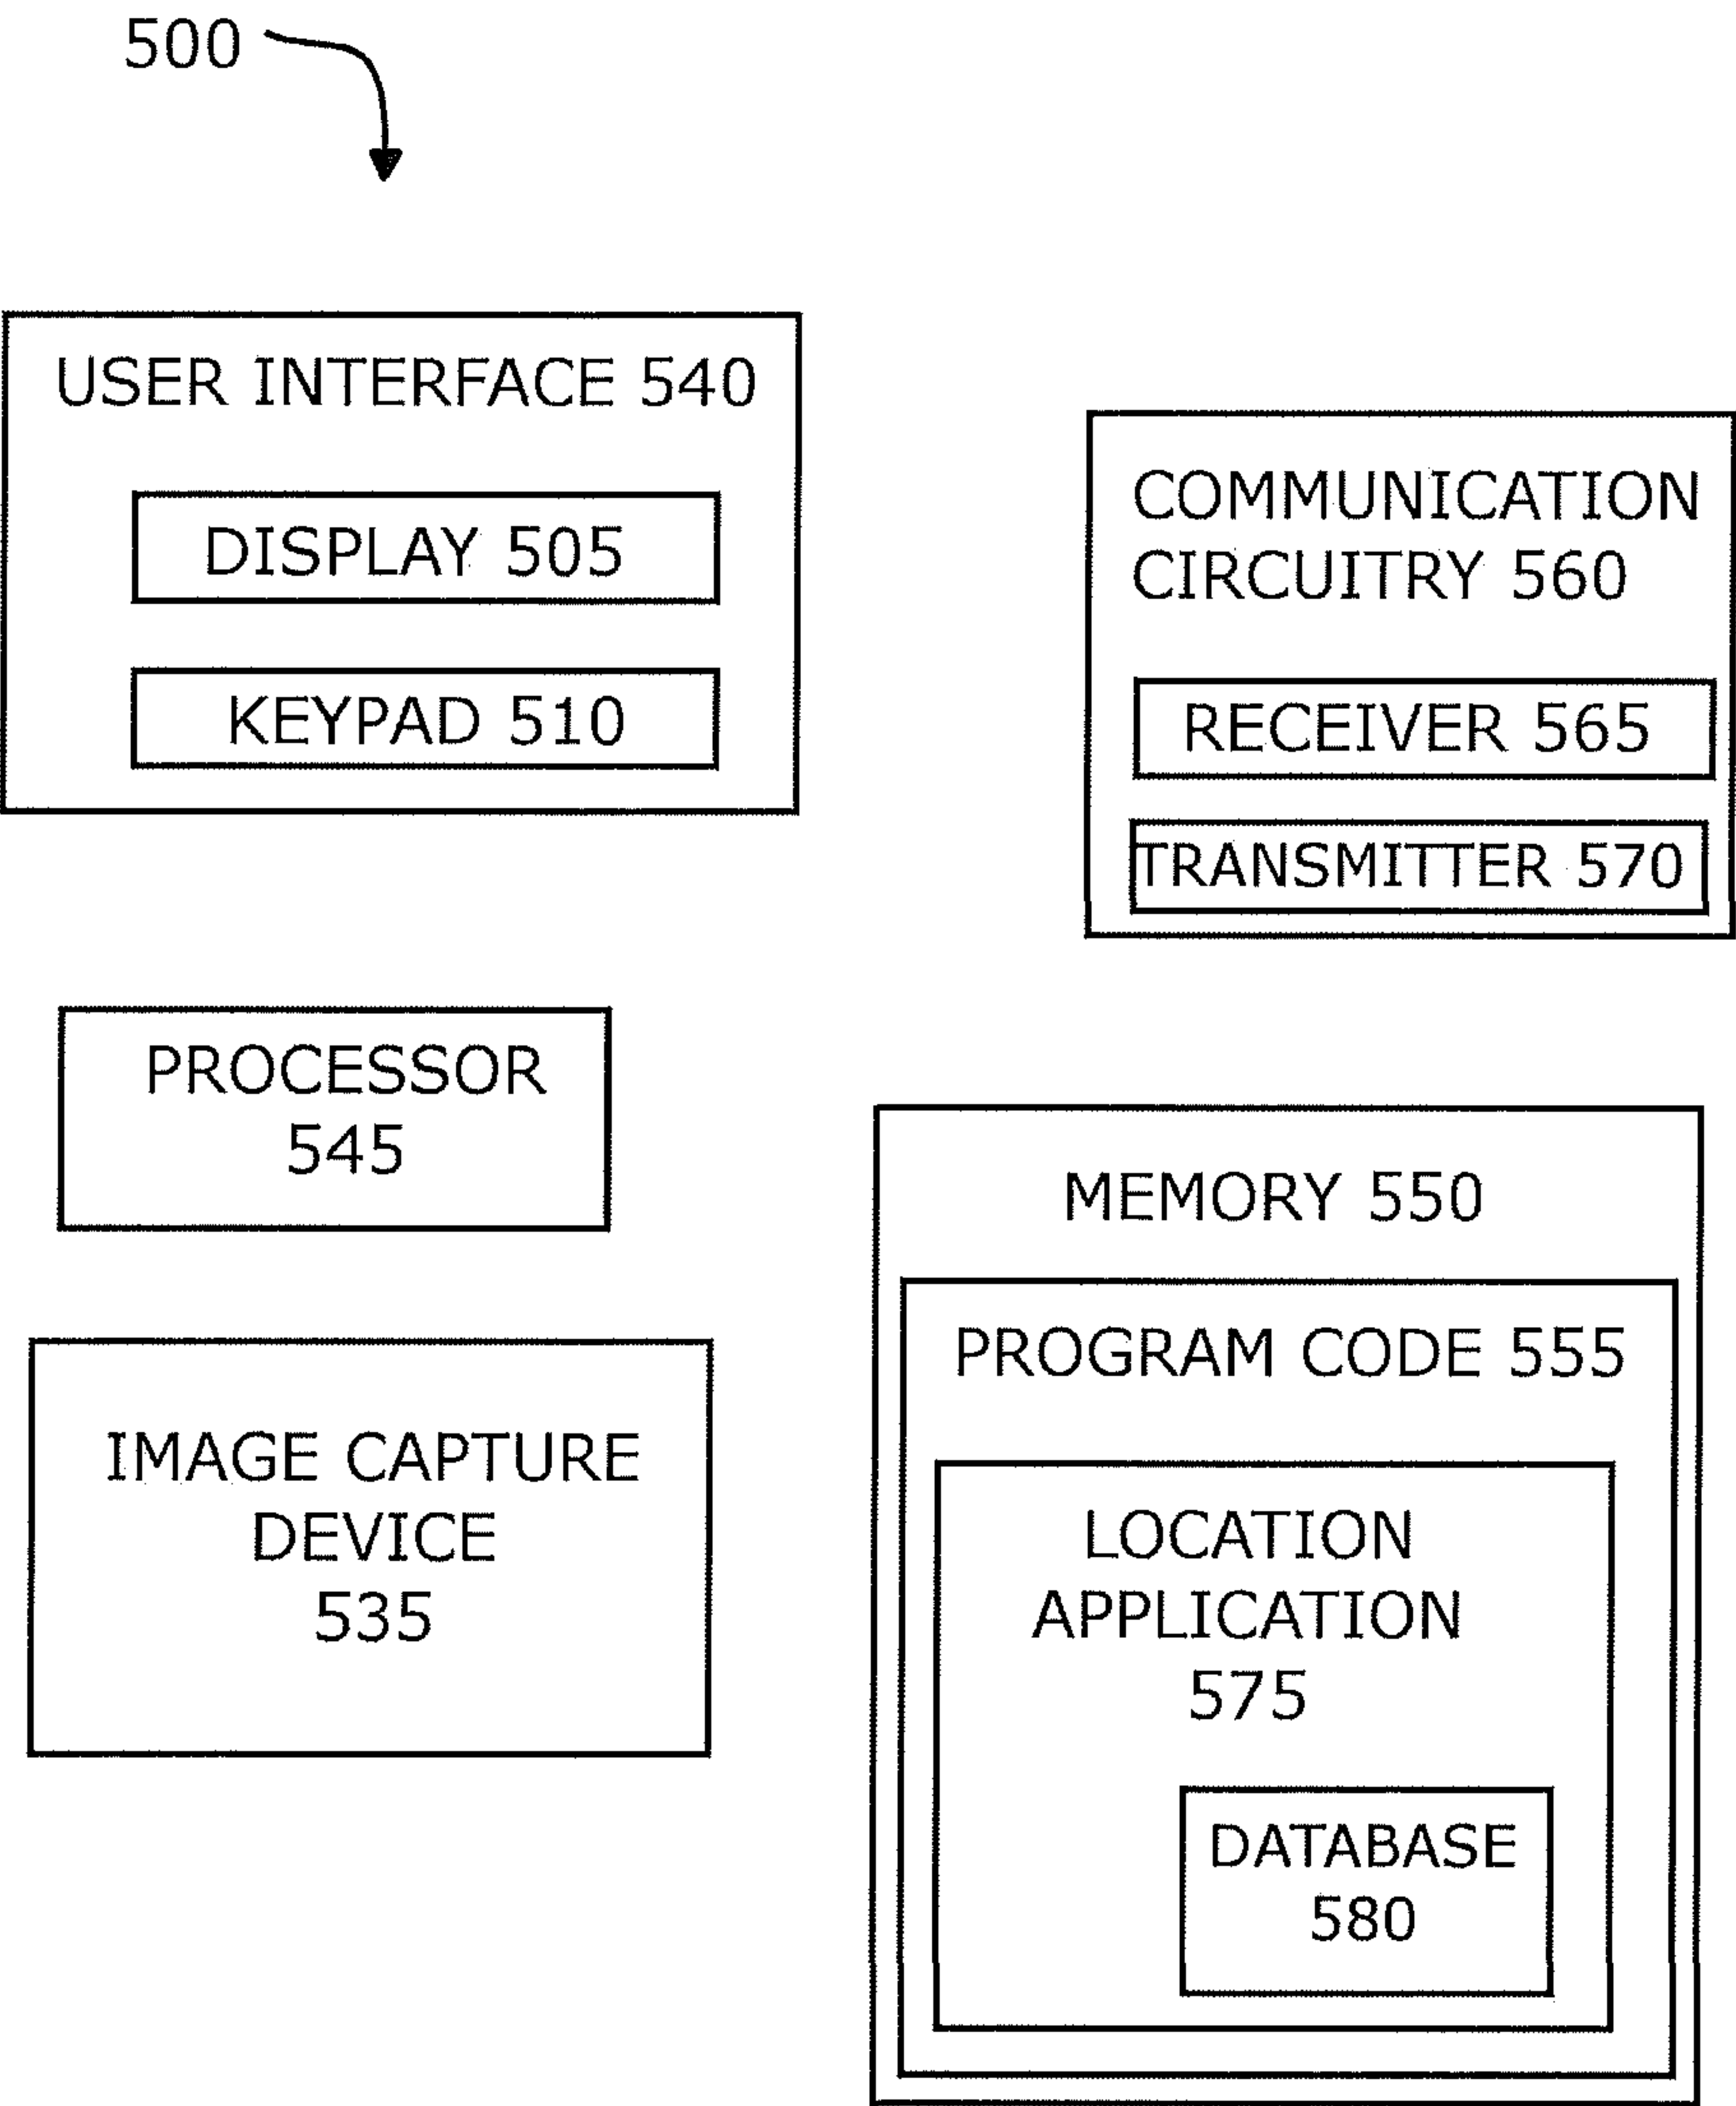 500
USER INTERFACE 540
DISPLAY 505
KEYPAD 510
COMMUNICATION
CIRCUITRY 560
RECEIVER 565
TRANSMITTER 570
PROCESSOR
545
IMAGE CAPTURE
DEVICE
535
MEMORY 550
PROGRAM CODE 555
LOCATION
APPLICATION
575
DATABASE
580